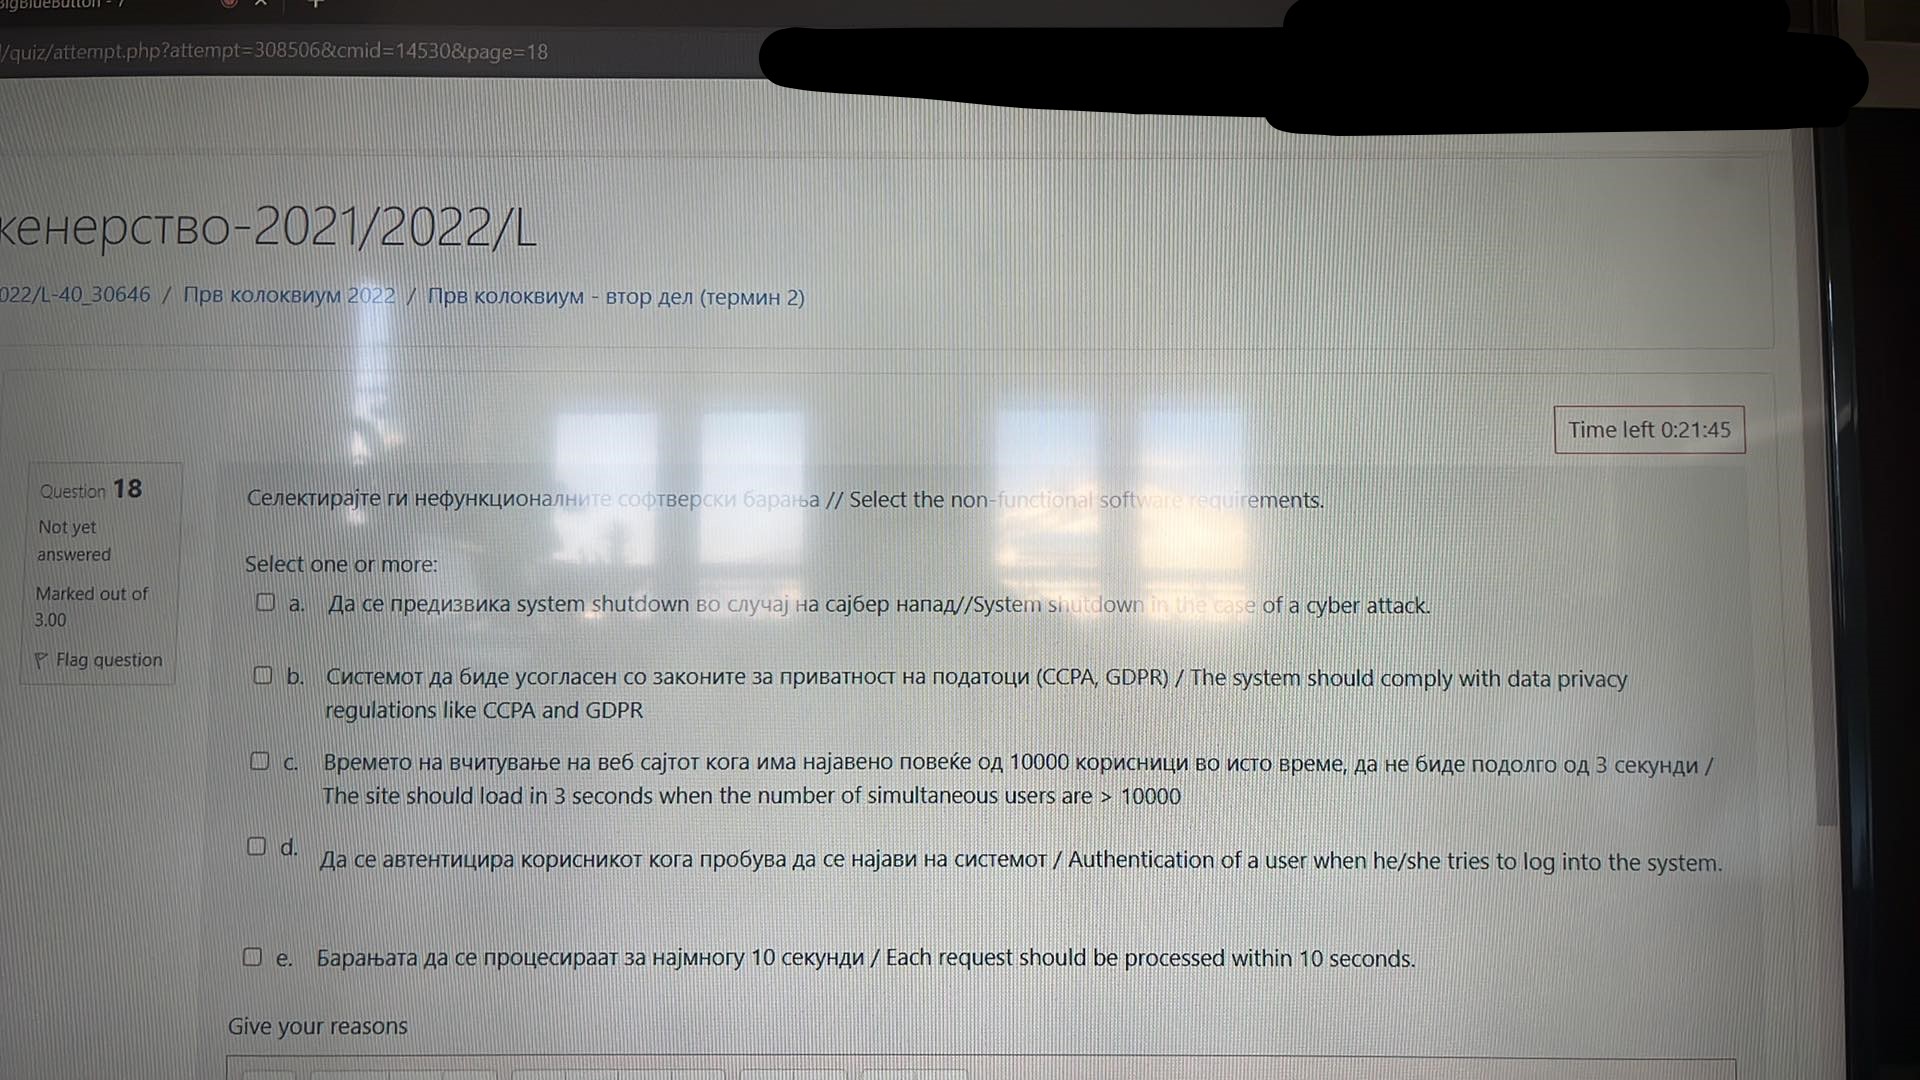 BigBlueButton - 7
/quiz/attempt.php?attempt=308506&cmid=14530&page=18
женерство-2021/2022/L
022/L-40_30646 / Прв колоквиум 2022 / Прв колоквиум - втор дел (термин 2)
Time left 0:21:45
Question 18
Not yet
answered
Marked out of
3.00
Flag question
Селектирајте ги нефункционалните софтверски барања // Select the non-functional software requirements.
Select one or more:
a. Да се предизвика system shutdown во случај на сајбер напад//System shutdown in the case of a cyber attack.
b. Системот да биде усогласен со законите за приватност на податоци (CCPA, GDPR) / The system should comply with data privacy
regulations like CCPA and GDPR
c. Времето на вчитување на веб сајтот кога има најавено повеќе од 10000 корисници во исто време, да не биде подолго од 3 секунди /
The site should load in 3 seconds when the number of simultaneous users are > 10000
d. Да се автентицира корисникот кога пробува да се најави на системот / Authentication of a user when he/she tries to log into the system.
e. Барањата да се процесираат за најмногу 10 секунди / Each request should be processed within 10 seconds.
Give your reasons